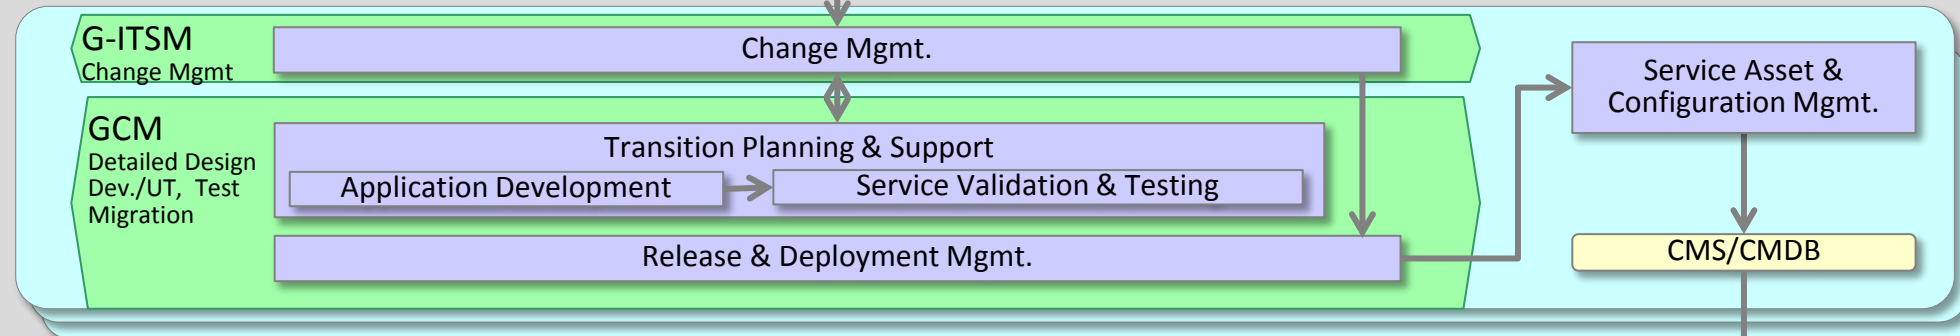 G-ITSM
Change Mgmt
Change Mgmt.
GCM
Detailed Design
Dev./UT, Test
Migration
Transition Planning & Support
Application Development
Service Validation & Testing
Release & Deployment Mgmt.
Service Asset &
Configuration Mgmt.
CMS/CMDB